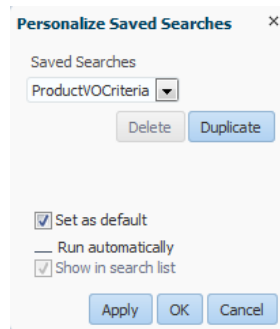 Personalize Saved Searches ×
Saved Searches
ProductVOCriteria
Delete Duplicate
Set as default
Run automatically
Show in search list
Apply OK Cancel